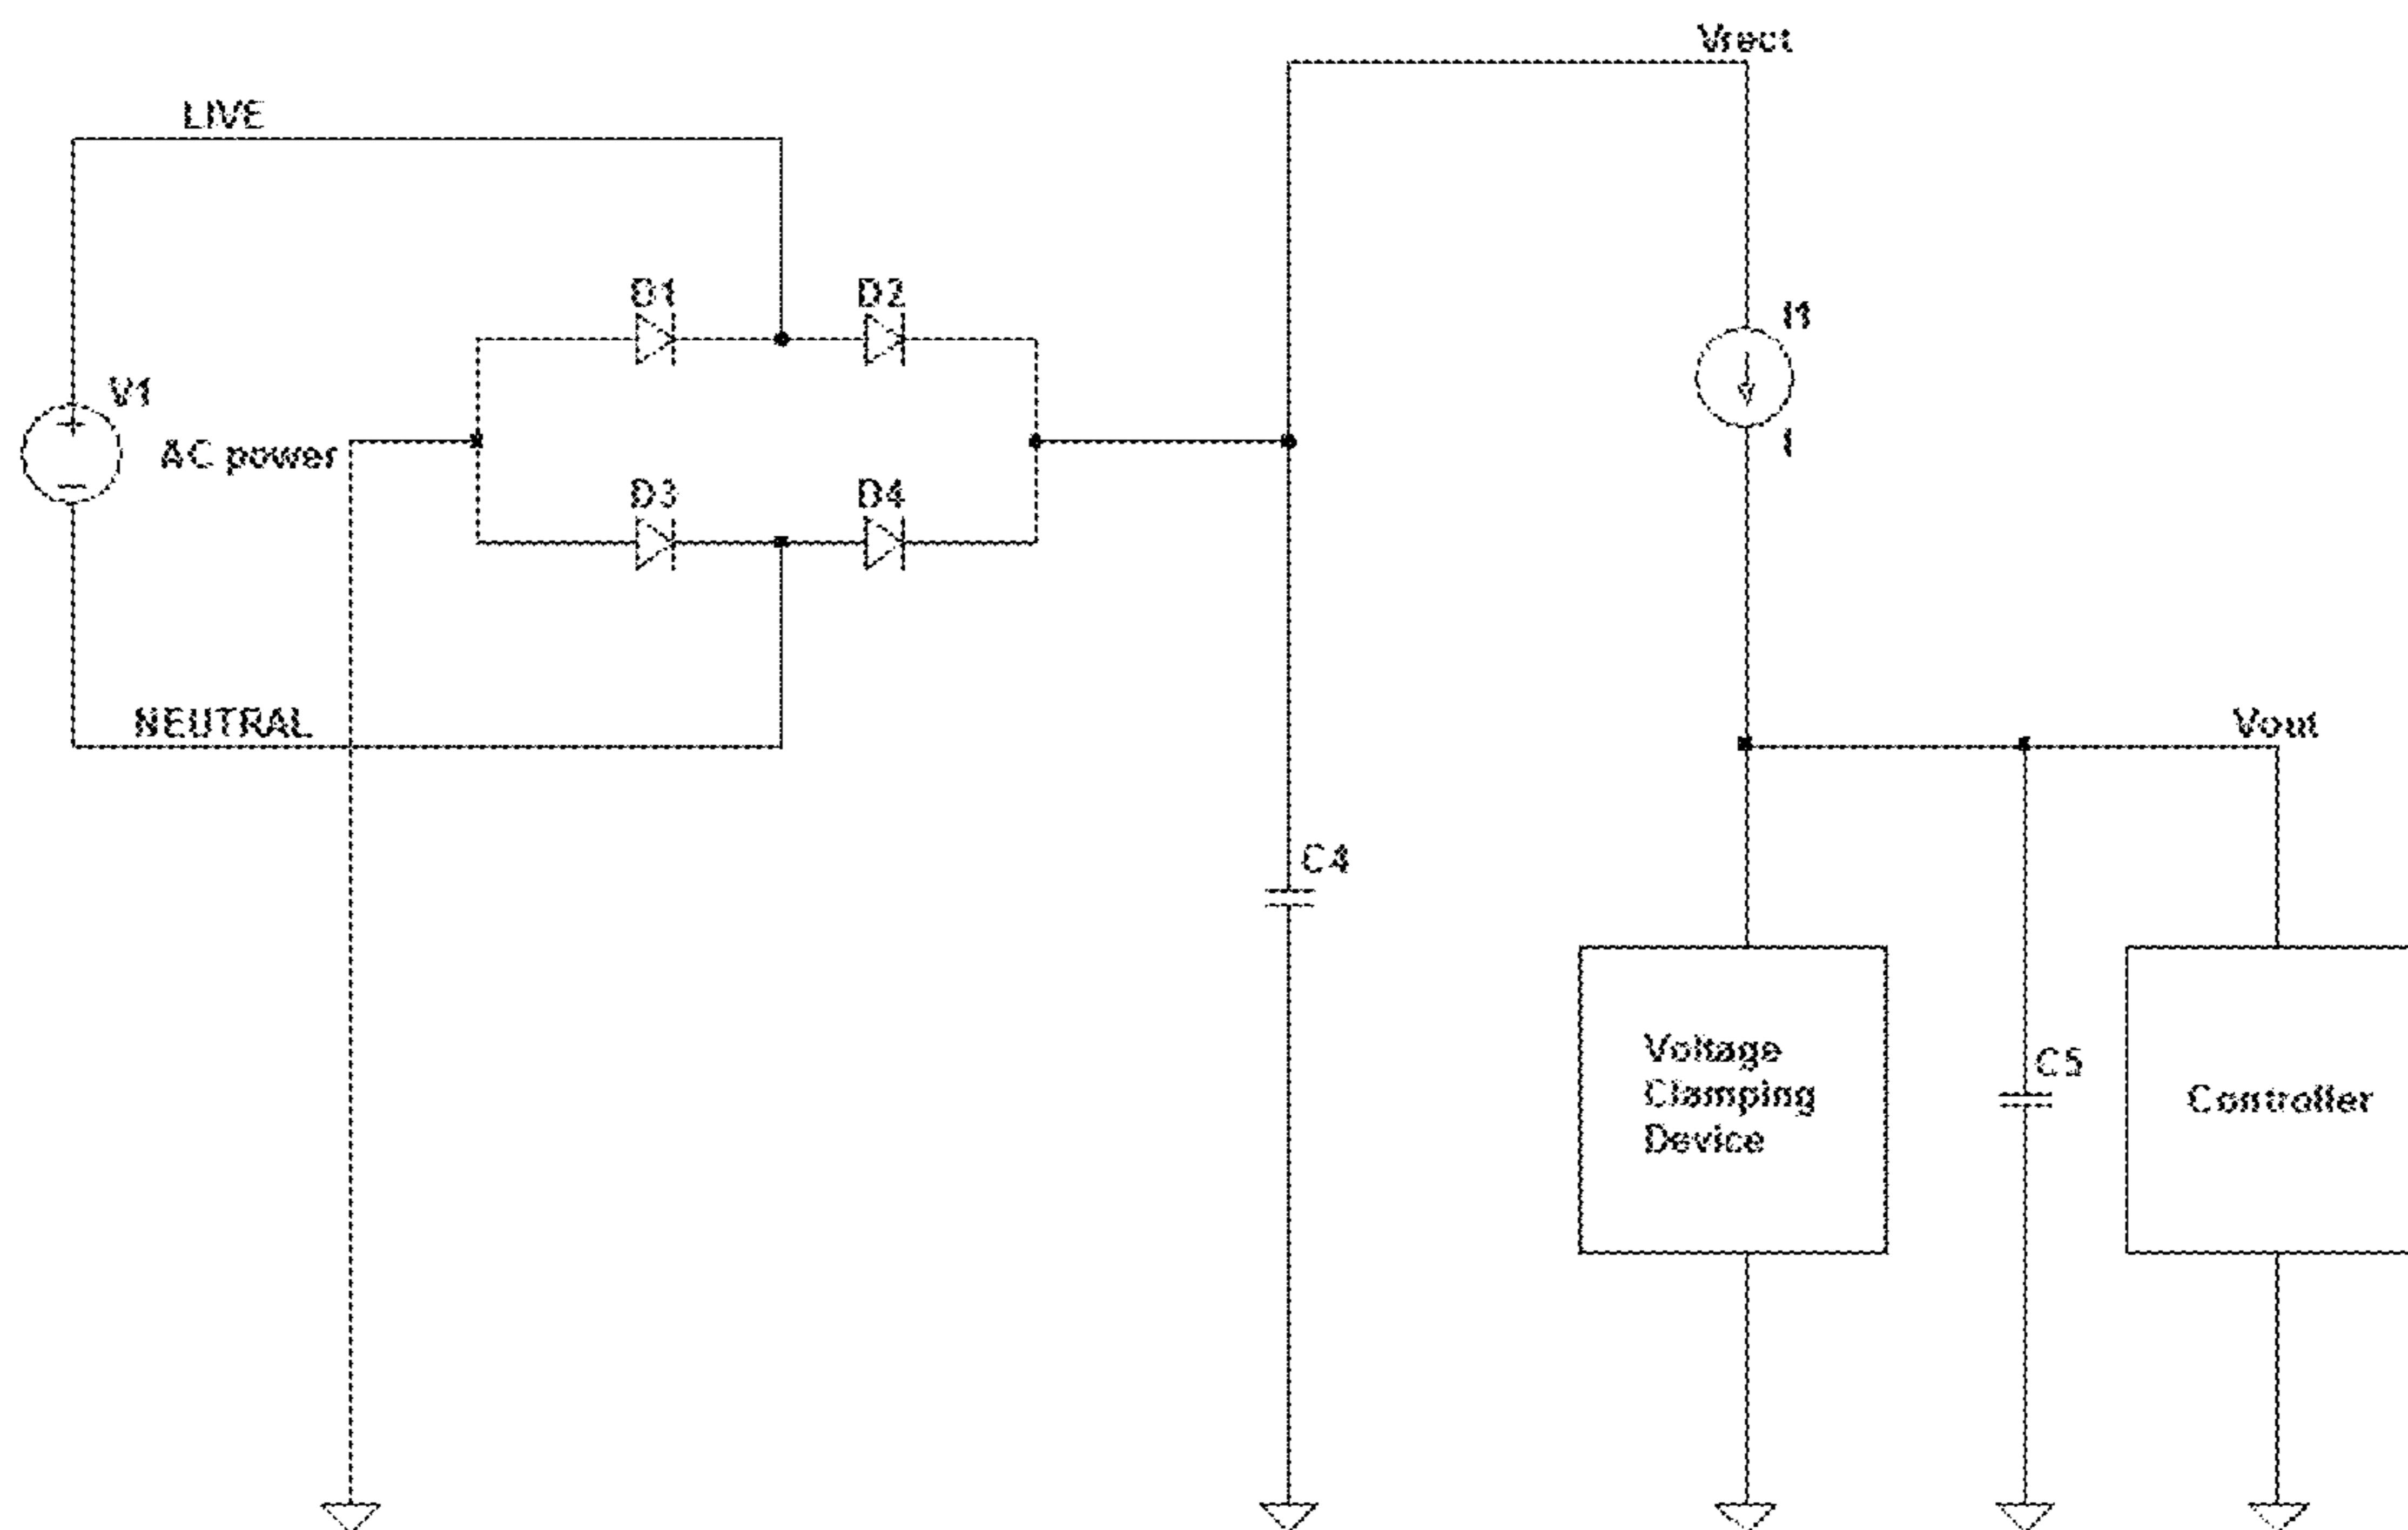 Vrect
LIVE
D1
D2
I1
V1
AC power
I
D3
D4
NEUTRAL
Vout
C4
Voltage
Clamping
Device
C5
Controller